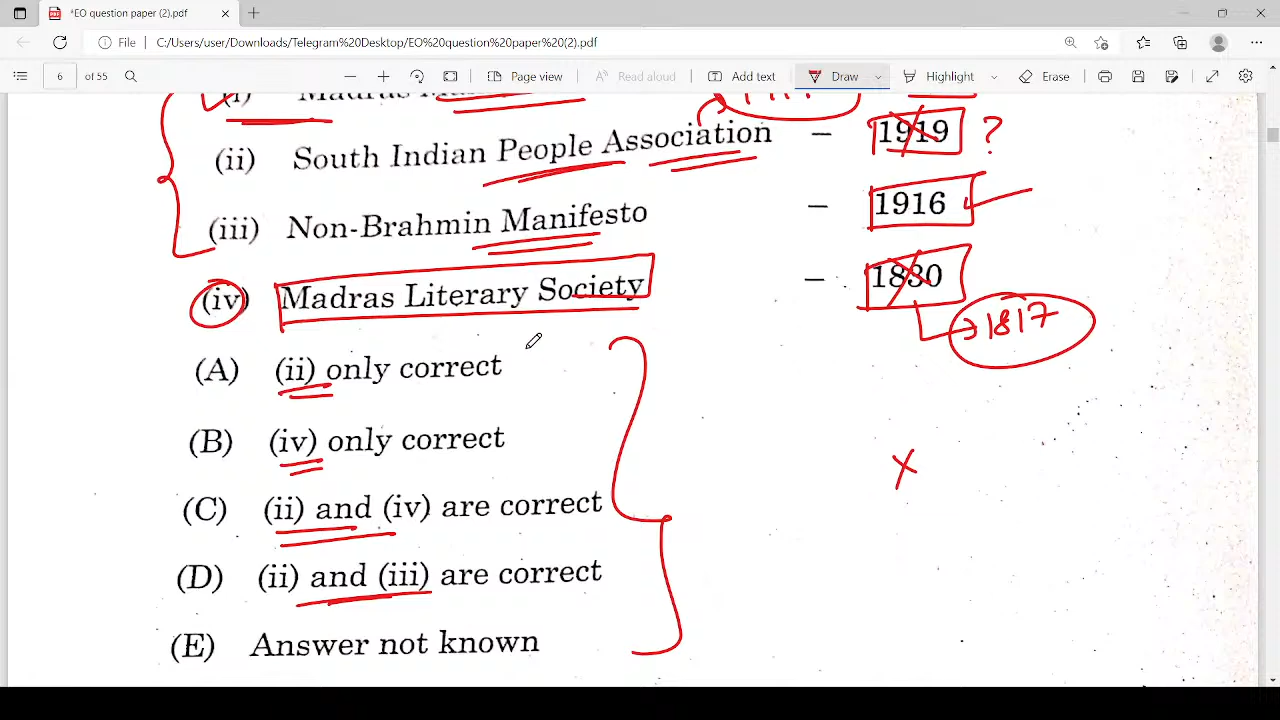 *EO question paper (2).pdf
File C:/Users/user/Downloads/Telegram%20Desktop/EO%20question%20paper%20(2).pdf
6 of 55 Page view Read aloud Add text Draw Highlight Erase
(i) Madras
(ii) South Indian People Association – 1919 ?
(iii) Non-Brahmin Manifesto – 1916
(iv) Madras Literary Society – 1830
1817
(A) (ii) only correct
(B) (iv) only correct
(C) (ii) and (iv) are correct
(D) (ii) and (iii) are correct
(E) Answer not known